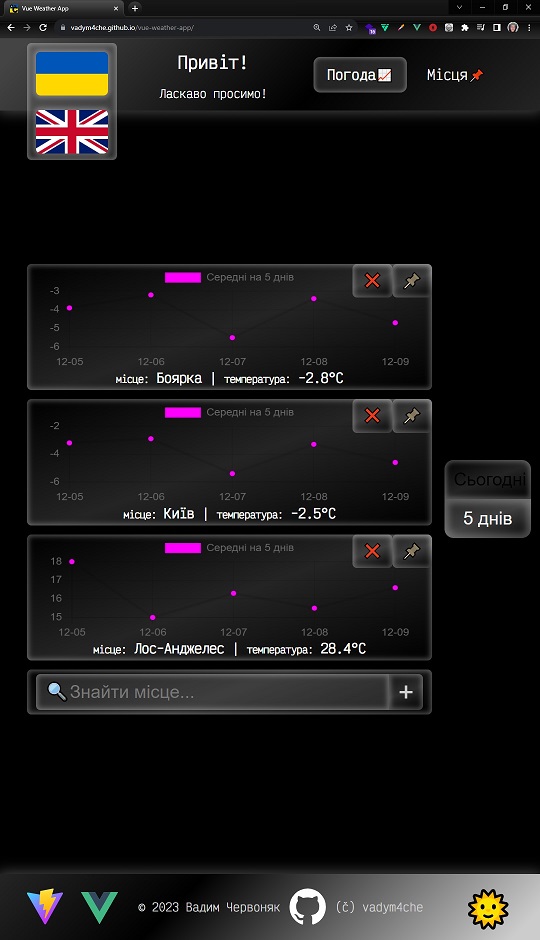 Vue Weather App
vadym4che.github.io/vue-weather-app/
Привіт!
Ласкаво просимо!
Погода
Місця
Середні на 5 днів
-3
-4
-5
-6
12-05 12-06 12-07 12-08 12-09
місце: Боярка | температура: -2.8°C
Середні на 5 днів
-2
-4
-6
12-05 12-06 12-07 12-08 12-09
місце: Київ | температура: -2.5°C
Середні на 5 днів
18
17
16
15
12-05 12-06 12-07 12-08 12-09
місце: Лос-Анджелес | температура: 28.4°C
Сьогодні
5 днів
Знайти місце...
+
© 2023 Вадим Червоняк
(č) vadym4che